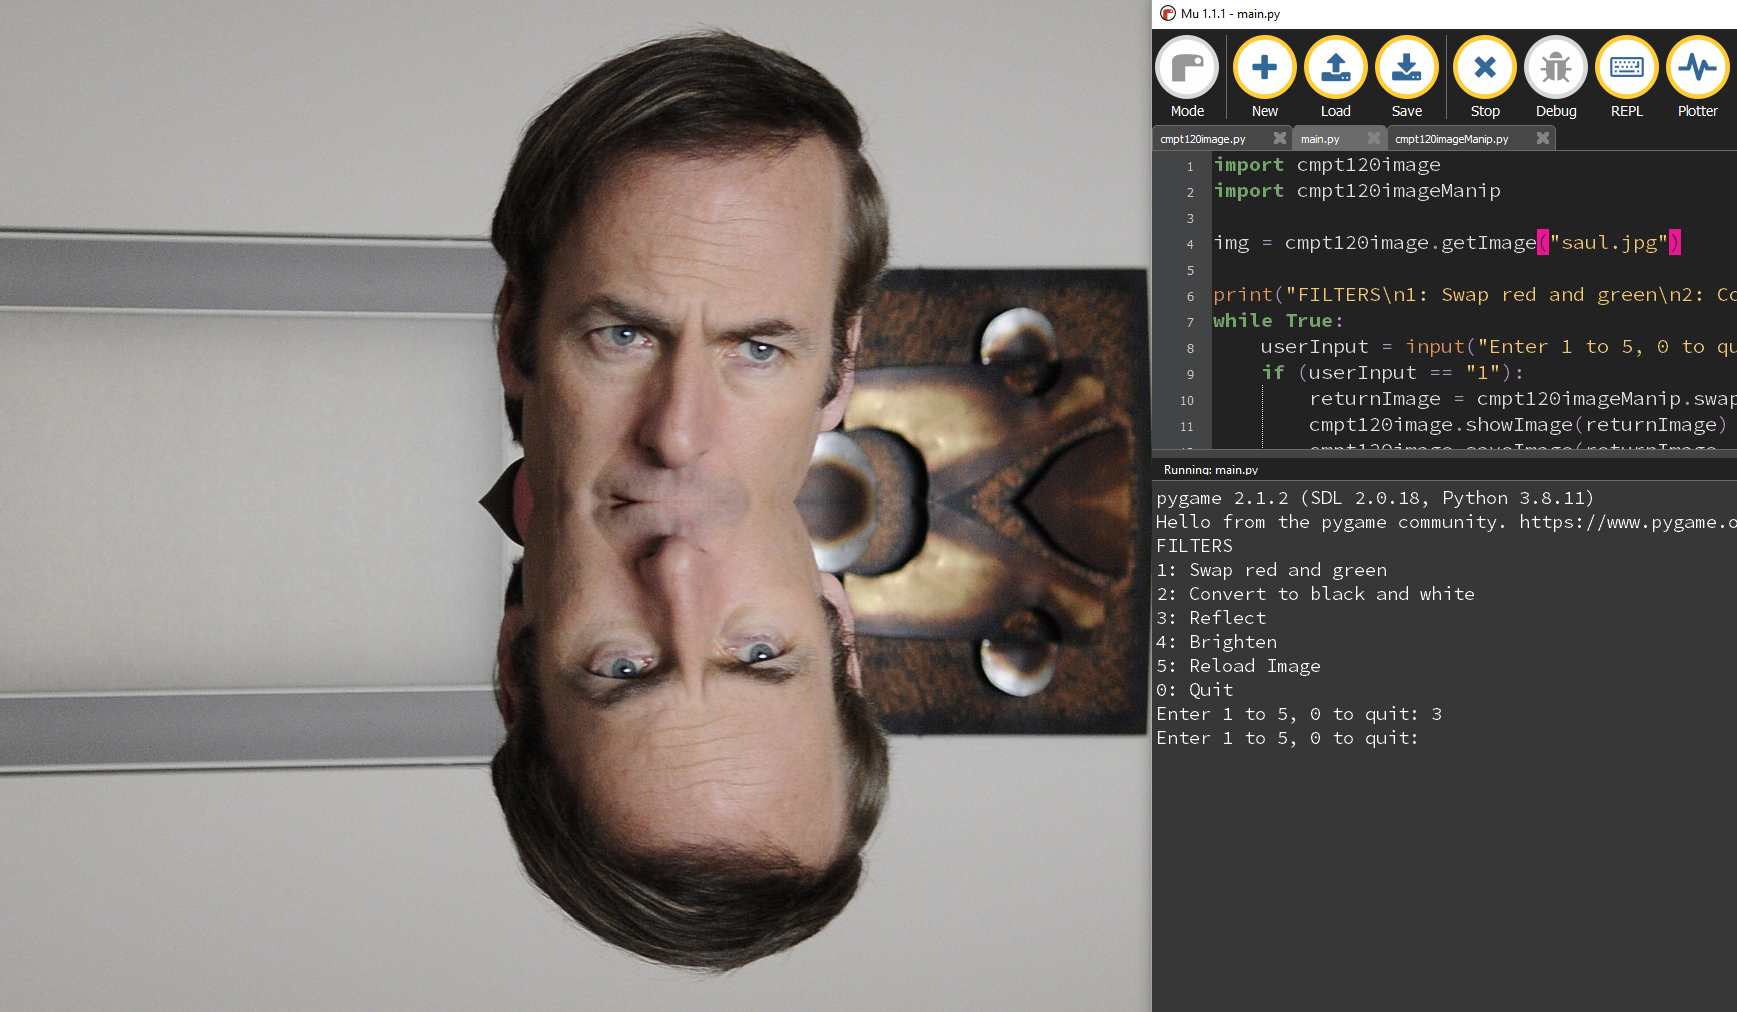 Mu 1.1.1 - main.py
Mode New Load Save Stop Debug REPL Plotter
cmpt120image.py main.py cmpt120imageManip.py
1 import cmpt120image
2 import cmpt120imageManip
3
4 img = cmpt120image.getImage("saul.jpg")
5
6 print("FILTERS\n1: Swap red and green\n2: Co
7 while True:
8 userInput = input("Enter 1 to 5, 0 to qu
9 if (userInput == "1"):
10 returnImage = cmpt120imageManip.swap
11 cmpt120image.showImage(returnImage)
Running: main.py
pygame 2.1.2 (SDL 2.0.18, Python 3.8.11)
Hello from the pygame community. https://www.pygame.o
FILTERS
1: Swap red and green
2: Convert to black and white
3: Reflect
4: Brighten
5: Reload Image
0: Quit
Enter 1 to 5, 0 to quit: 3
Enter 1 to 5, 0 to quit: